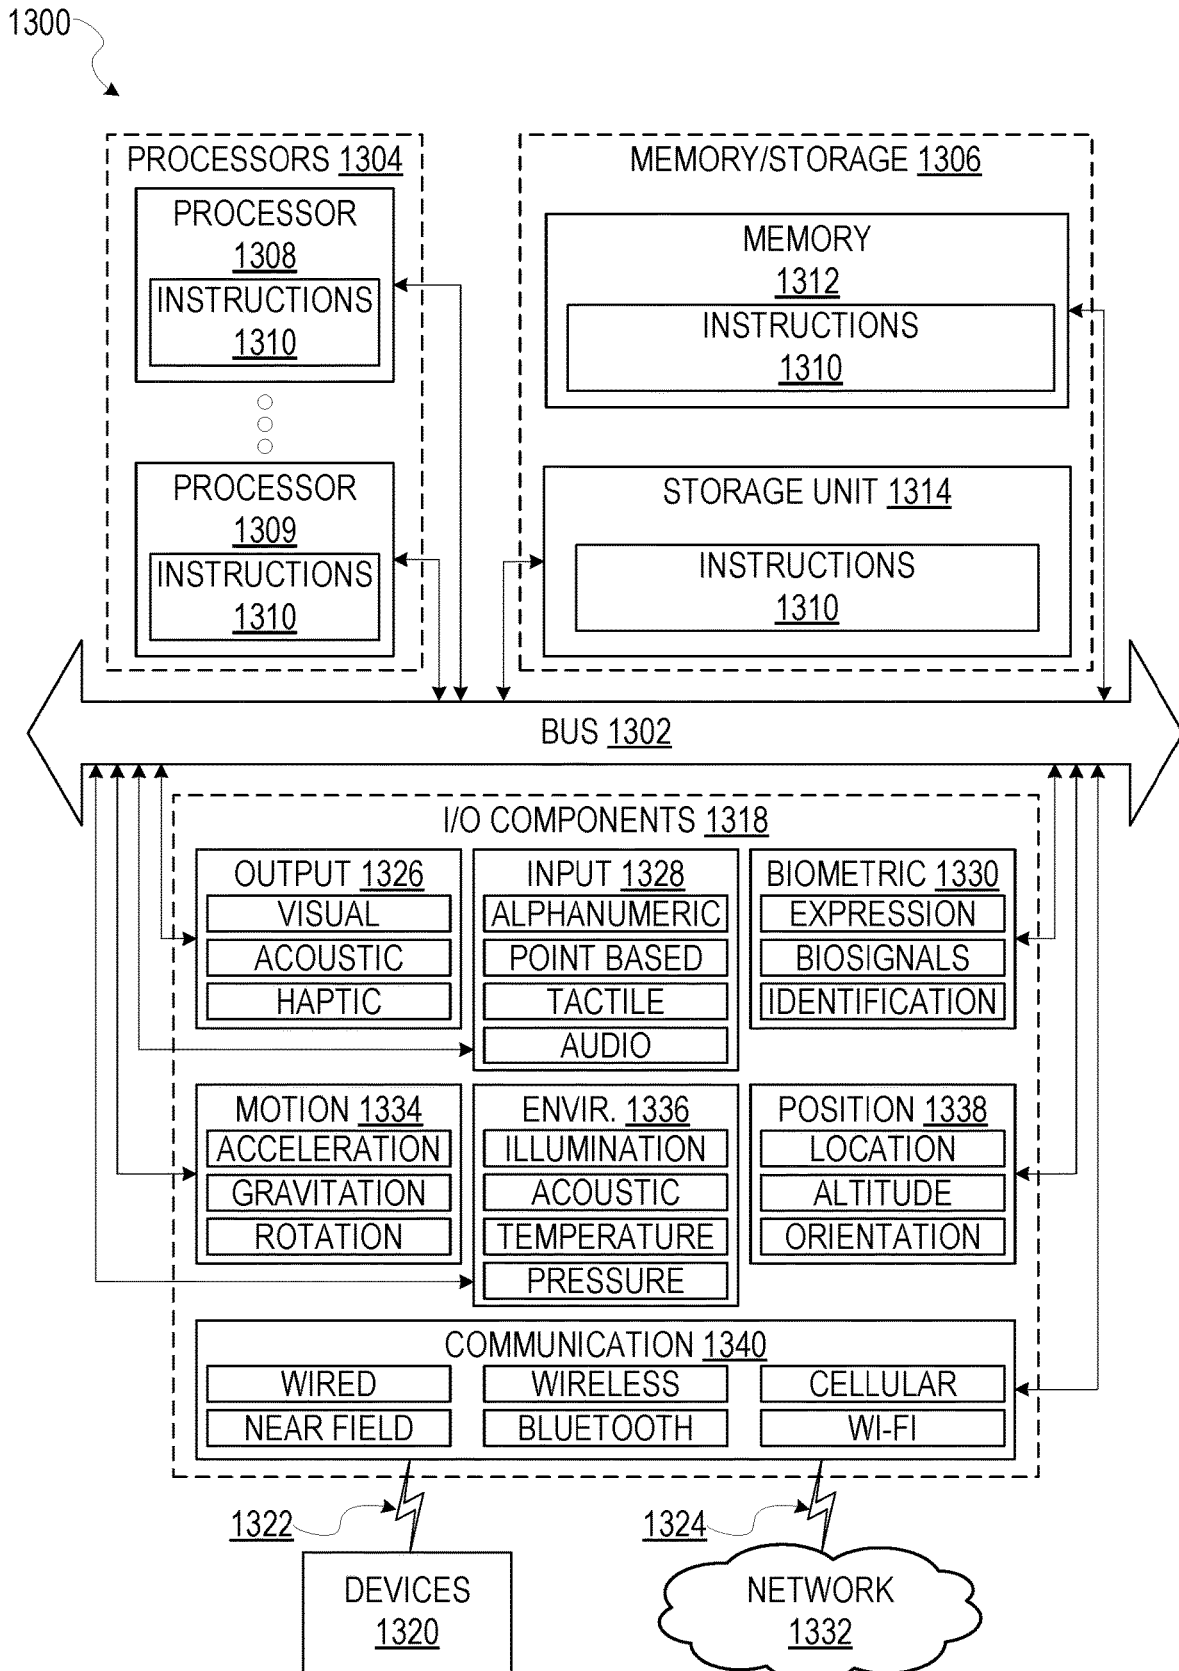 1300
PROCESSORS 1304
PROCESSOR
1308
INSTRUCTIONS
1310
PROCESSOR
1309
INSTRUCTIONS
1310
MEMORY/STORAGE 1306
MEMORY
1312
INSTRUCTIONS
1310
STORAGE UNIT 1314
INSTRUCTIONS
1310
BUS 1302
I/O COMPONENTS 1318
OUTPUT 1326
VISUAL
ACOUSTIC
HAPTIC
INPUT 1328
ALPHANUMERIC
POINT BASED
TACTILE
AUDIO
BIOMETRIC 1330
EXPRESSION
BIOSIGNALS
IDENTIFICATION
MOTION 1334
ACCELERATION
GRAVITATION
ROTATION
ENVIR. 1336
ILLUMINATION
ACOUSTIC
TEMPERATURE
PRESSURE
POSITION 1338
LOCATION
ALTITUDE
ORIENTATION
COMMUNICATION 1340
WIRED
WIRELESS
CELLULAR
NEAR FIELD
BLUETOOTH
WI-FI
1322
1324
DEVICES
1320
NETWORK
1332